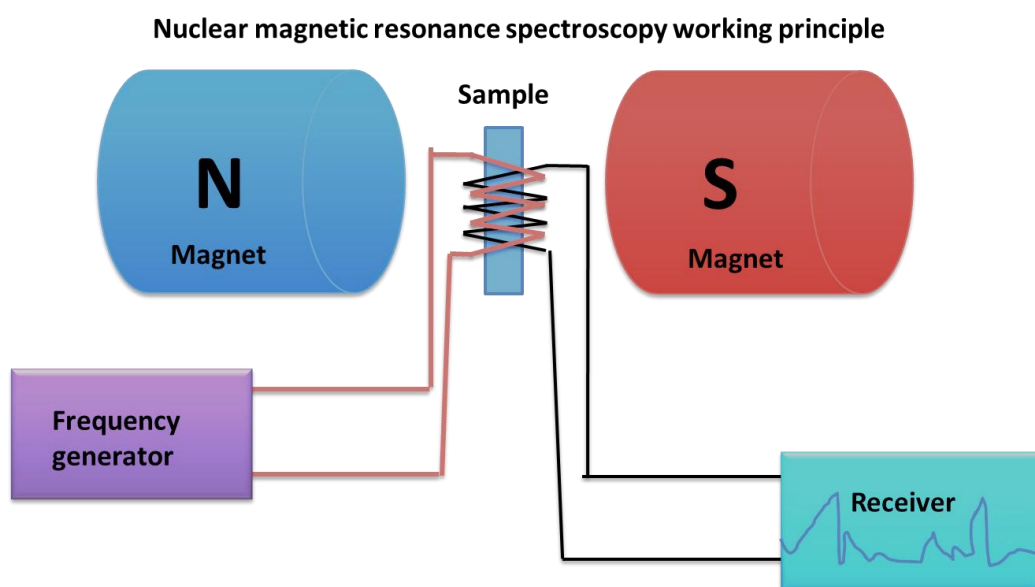 Nuclear magnetic resonance spectroscopy working principle
Sample
N
Magnet
S
Magnet
Frequency
generator
Receiver